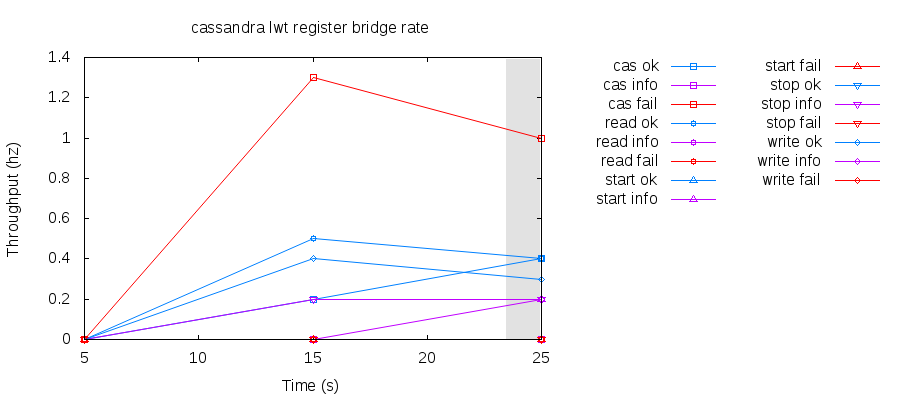 cassandra lwt register bridge rate
1.4
1.2
1
0.8
0.6
0.4
0.2
0
5
10
15
20
25
Throughput (hz)
Time (s)
cas ok
cas info
cas fail
read ok
read info
read fail
start ok
start info
start fail
stop ok
stop info
stop fail
write ok
write info
write fail